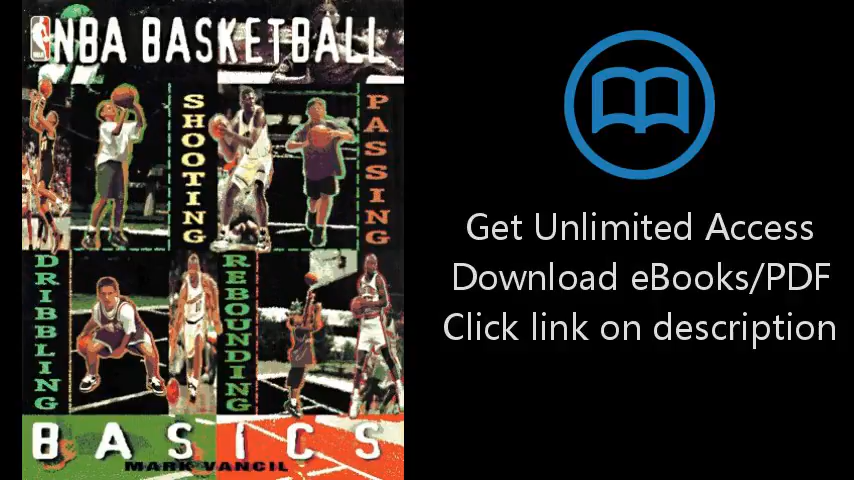 NBA BASKETBALL
SHOOTING
PASSING
DRIBBLING
REBOUNDING
BASICS
MARK VANCIL
Get Unlimited Access
Download eBooks/PDF
Click link on description